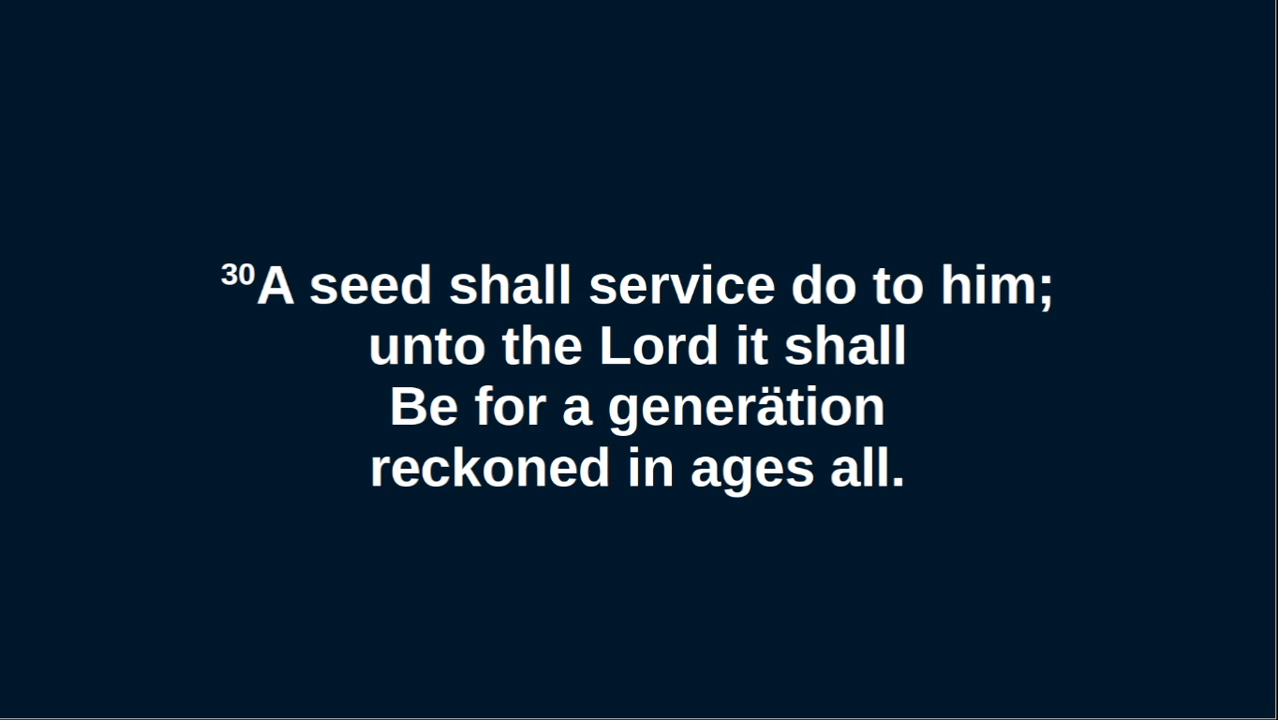 ³⁰A seed shall service do to him;
unto the Lord it shall
Be for a generätion
reckoned in ages all.